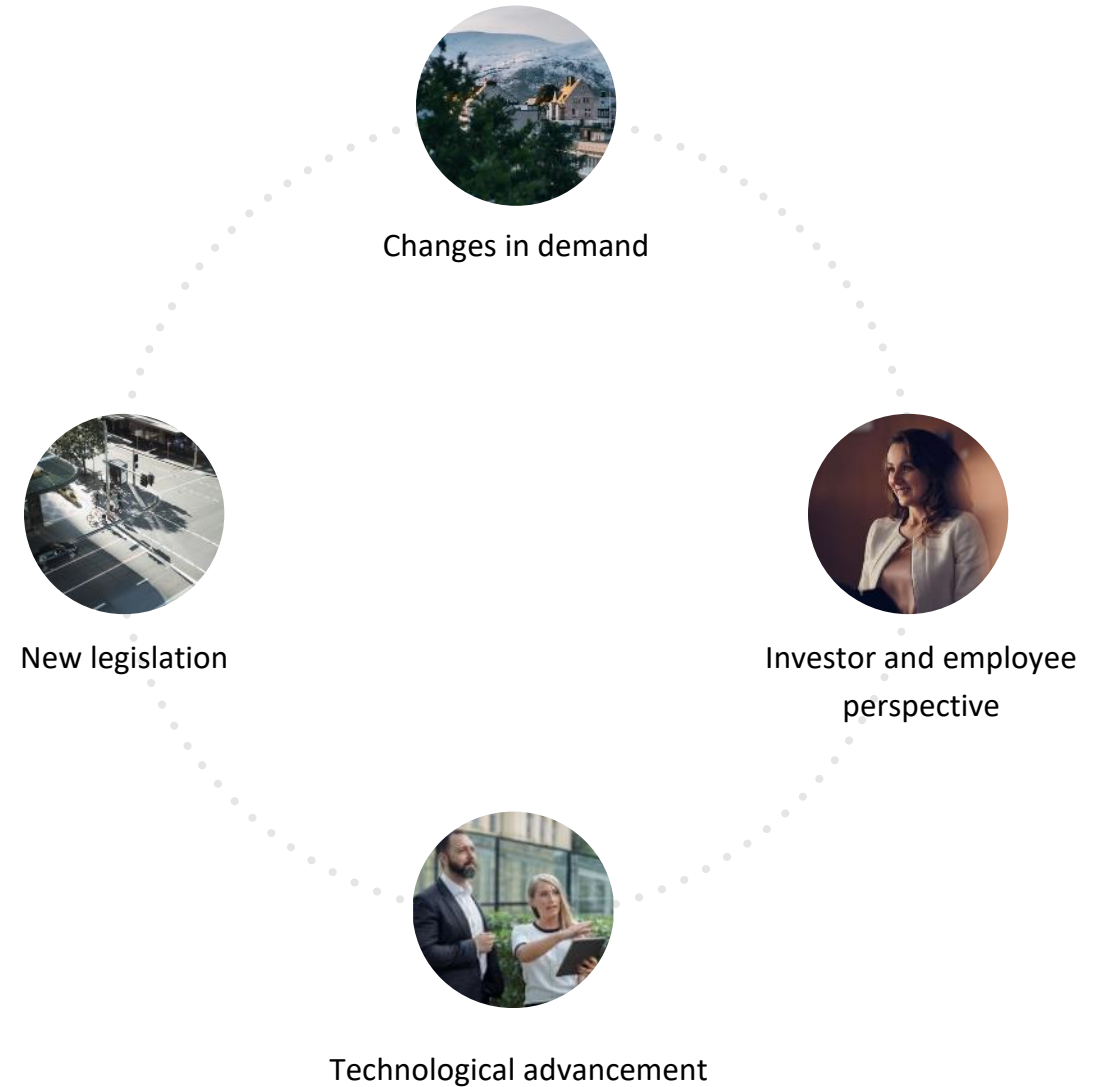 Changes in demand
New legislation
Investor and employee
perspective
Technological advancement